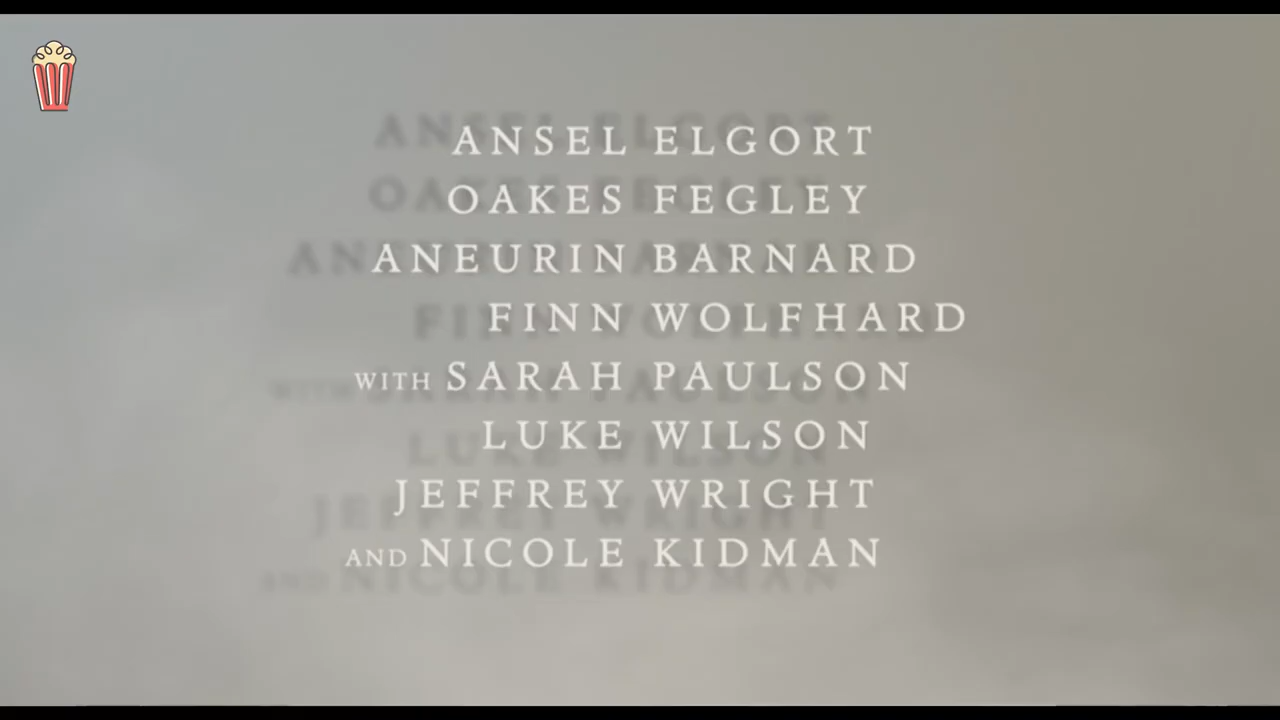 ANSEL ELGORT
OAKES FEGLEY
ANEURIN BARNARD
FINN WOLFHARD
WITH SARAH PAULSON
LUKE WILSON
JEFFREY WRIGHT
AND NICOLE KIDMAN